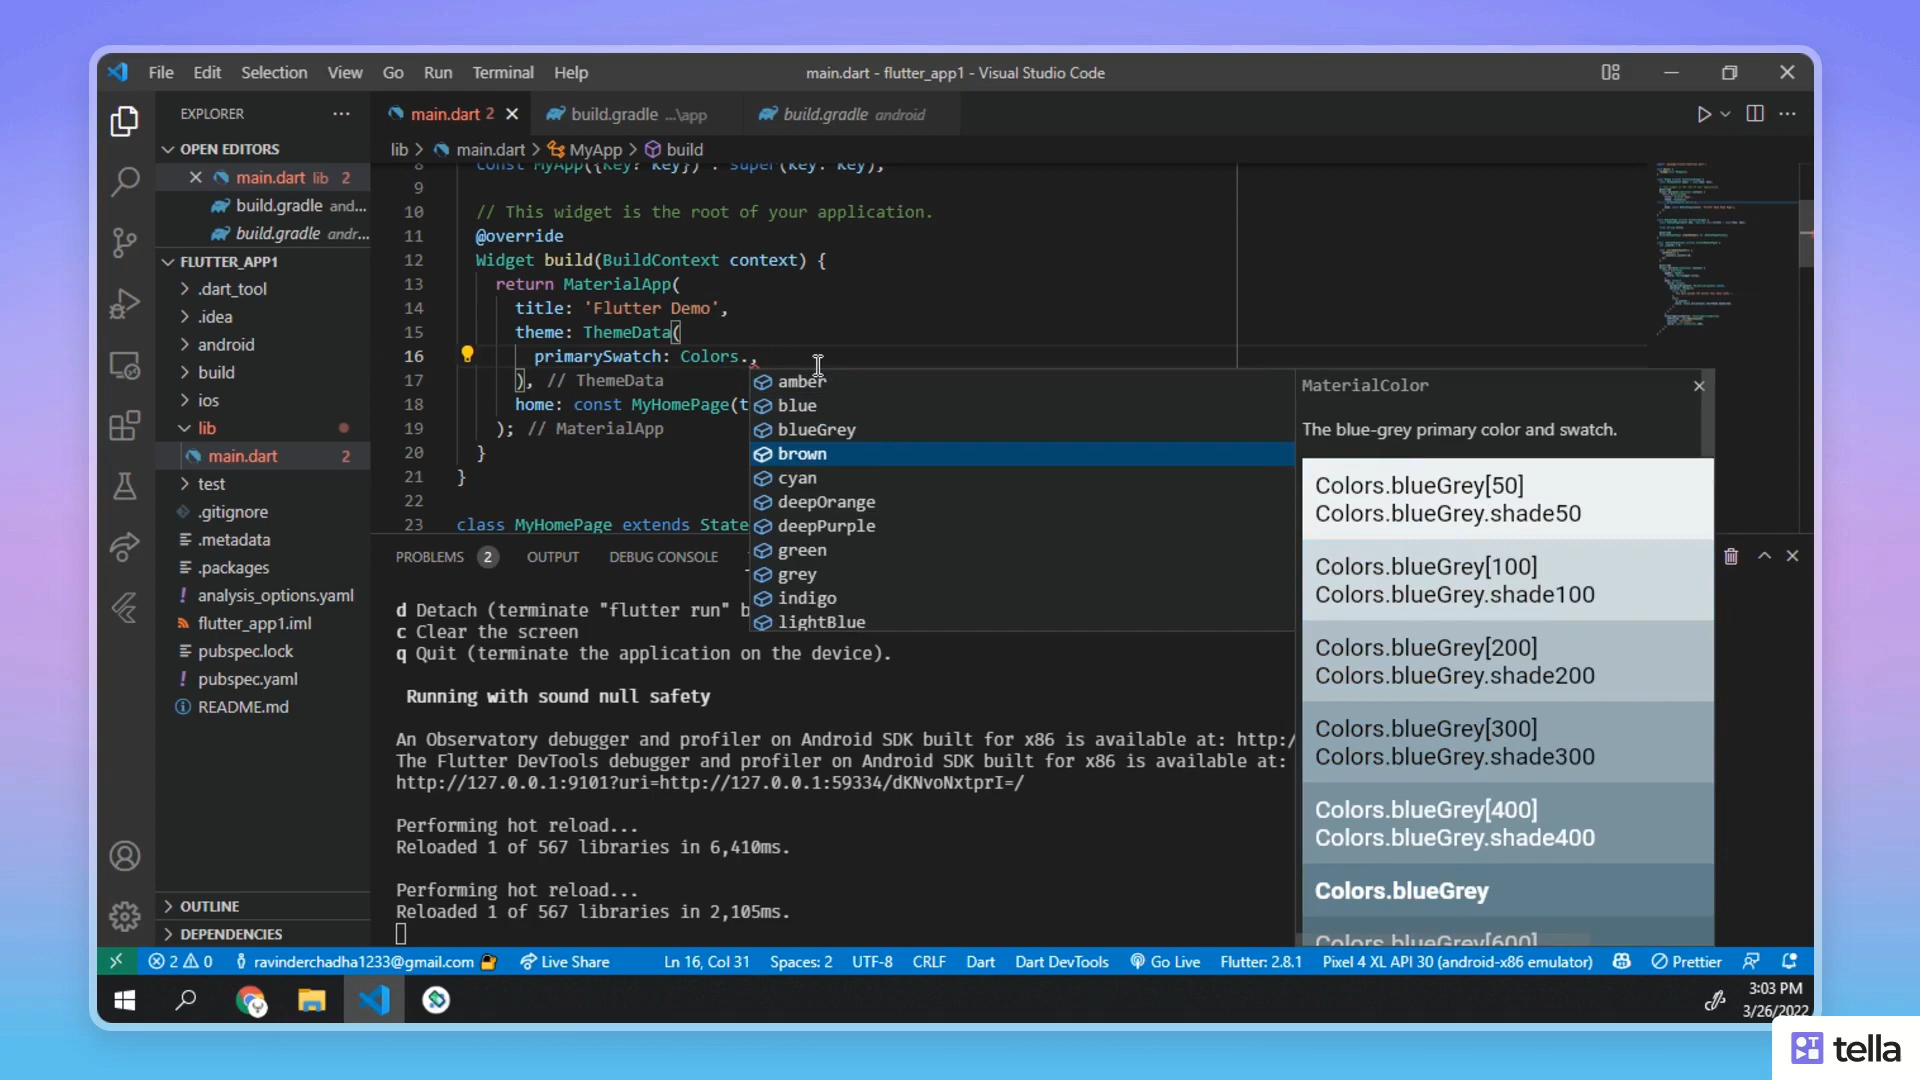 File Edit Selection View Go Run Terminal Help
main.dart - flutter_app1 - Visual Studio Code
EXPLORER
main.dart 2
build.gradle ...\app
build.gradle android
OPEN EDITORS
main.dart lib 2
build.gradle and...
build.gradle andr...
FLUTTER_APP1
.dart_tool
.idea
android
build
ios
lib
main.dart 2
test
.gitignore
.metadata
.packages
analysis_options.yaml
flutter_app1.iml
pubspec.lock
pubspec.yaml
README.md
OUTLINE
DEPENDENCIES
lib > main.dart > MyApp > build
8 const MyApp({Key? key}) : super(key: key);
9
10 // This widget is the root of your application.
11 @override
12 Widget build(BuildContext context) {
13 return MaterialApp(
14 title: 'Flutter Demo',
15 theme: ThemeData(
16 primarySwatch: Colors.,
17 ), // ThemeData
18 home: const MyHomePage(t
19 ); // MaterialApp
20 }
21 }
22
23 class MyHomePage extends State
amber
blue
blueGrey
brown
cyan
deepOrange
deepPurple
green
grey
indigo
lightBlue
MaterialColor
The blue-grey primary color and swatch.
Colors.blueGrey[50]
Colors.blueGrey.shade50
Colors.blueGrey[100]
Colors.blueGrey.shade100
Colors.blueGrey[200]
Colors.blueGrey.shade200
Colors.blueGrey[300]
Colors.blueGrey.shade300
Colors.blueGrey[400]
Colors.blueGrey.shade400
Colors.blueGrey
Colors.blueGrey[600]
PROBLEMS 2 OUTPUT DEBUG CONSOLE
d Detach (terminate "flutter run" b
c Clear the screen
q Quit (terminate the application on the device).
Running with sound null safety
An Observatory debugger and profiler on Android SDK built for x86 is available at: http:/
The Flutter DevTools debugger and profiler on Android SDK built for x86 is available at:
http://127.0.0.1:9101?uri=http://127.0.0.1:59334/dKNvoNxtprI=/
Performing hot reload...
Reloaded 1 of 567 libraries in 6,410ms.
Performing hot reload...
Reloaded 1 of 567 libraries in 2,105ms.
2 0 ravinderchadha1233@gmail.com Live Share Ln 16, Col 31 Spaces: 2 UTF-8 CRLF Dart Dart DevTools Go Live Flutter: 2.8.1 Pixel 4 XL API 30 (android-x86 emulator) Prettier
3:03 PM
3/26/2022
tella